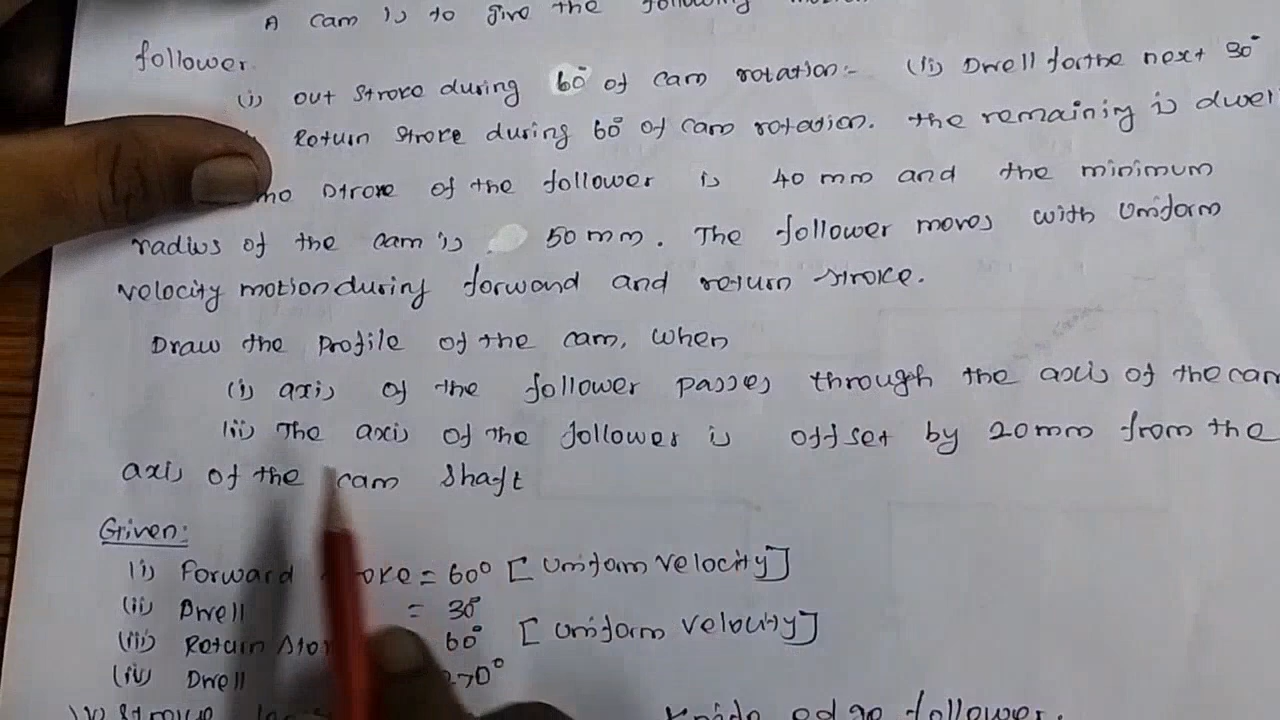 A cam is to give the following
follower
(i) out stroke during 60° of cam rotation:- (ii) Dwell for the next 30°
Return stroke during 60° of cam rotation. The remaining is dwel
stroke of the follower is 40 mm and the minimum
radius of the cam is 50 mm. The follower moves with Uniform
velocity motion during forward and return stroke.
Draw the profile of the cam, when
(i) axis of the follower passes through the axis of the cam
(ii) The axis of the follower is offset by 20mm from the
axis of the cam shaft
Given:
(i) Forward = 60° [Uniform velocity]
(ii) Dwell = 30°
(iii) Return 60° [Uniform velocity]
(iv) Dwell
knife edge follower.